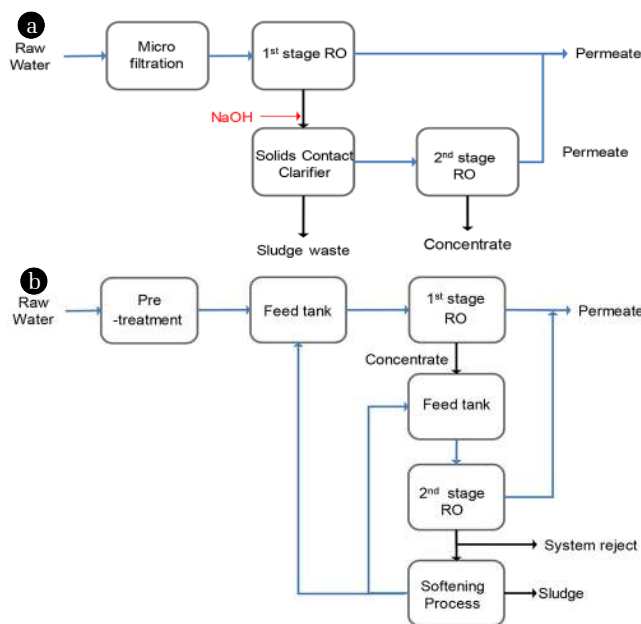 a
Raw
Water
Micro
filtration
1st stage RO
Permeate
NaOH
Solids Contact
Clarifier
2nd stage
RO
Permeate
Sludge waste
Concentrate
b
Raw
Water
Pre
-treatment
Feed tank
1st stage
RO
Permeate
Concentrate
Feed tank
2nd stage
RO
System reject
Softening
Process
Sludge